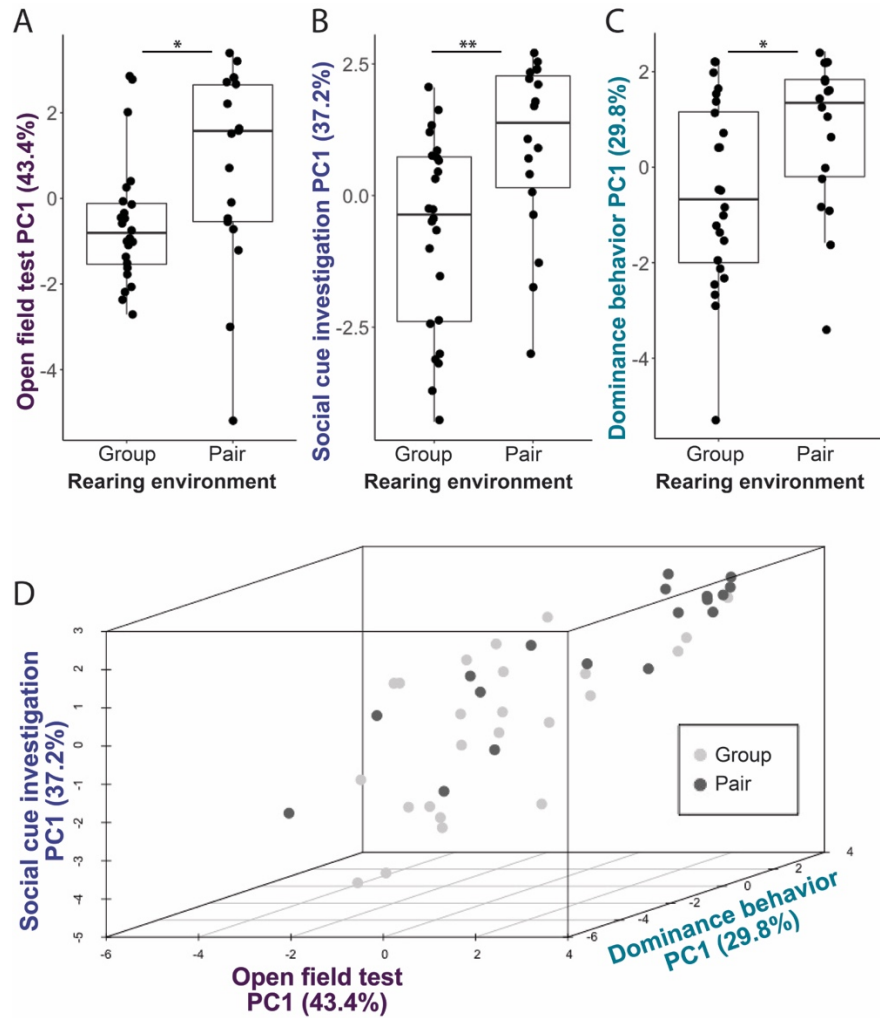 A
B
C
*
**
*
Open field test PC1 (43.4%)
2
0
-2
-4
Group
Pair
Rearing environment
Social cue investigation PC1 (37.2%)
2.5
0.0
-2.5
Group
Pair
Rearing environment
Dominance behavior PC1 (29.8%)
2
0
-2
-4
Group
Pair
Rearing environment
D
Social cue investigation
PC1 (37.2%)
3
2
1
0
-1
-2
-3
-4
-5
-6
-4
-2
0
2
4
Open field test
PC1 (43.4%)
-6
-4
-2
0
2
4
Dominance behavior
PC1 (29.8%)
Group
Pair